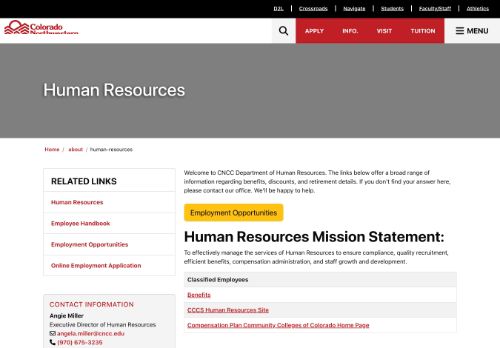 D2L Crossroads Navigate Students Faculty/Staff Athletics
Colorado
Northwestern
APPLY INFO. VISIT TUITION MENU
Human Resources
Home / about / human-resources
RELATED LINKS
Human Resources
Employee Handbook
Employment Opportunities
Online Employment Application
CONTACT INFORMATION
Angie Miller
Executive Director of Human Resources
angela.miller@cncc.edu
(970) 675-3235
Welcome to CNCC Department of Human Resources. The links below offer a broad range of
information regarding benefits, discounts, and retirement details. If you don't find your answer here,
please contact our office. We'll be happy to help.
Employment Opportunities
Human Resources Mission Statement:
To effectively manage the services of Human Resources to ensure compliance, quality recruitment,
efficient benefits, compensation administration, and staff growth and development.
Classified Employees
Benefits
CCCS Human Resources Site
Compensation Plan Community Colleges of Colorado Home Page